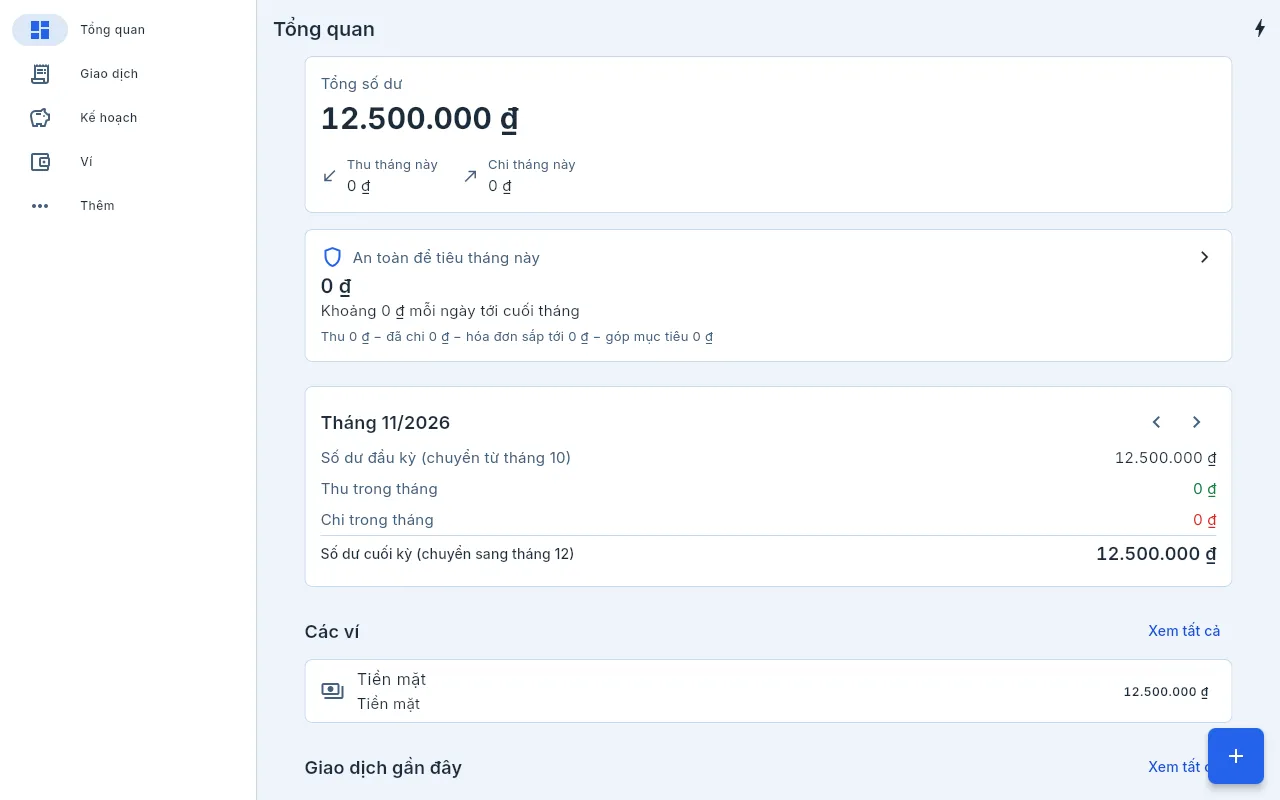 Tổng quan
Giao dịch
Kế hoạch
Ví
Thêm
Tổng quan
Tổng số dư
12.500.000 ₫
Thu tháng này
0 ₫
Chi tháng này
0 ₫
An toàn để tiêu tháng này
0 ₫
Khoảng 0 ₫ mỗi ngày tới cuối tháng
Thu 0 ₫ − đã chi 0 ₫ − hóa đơn sắp tới 0 ₫ − góp mục tiêu 0 ₫
Tháng 11/2026
Số dư đầu kỳ (chuyển từ tháng 10) 12.500.000 ₫
Thu trong tháng 0 ₫
Chi trong tháng 0 ₫
Số dư cuối kỳ (chuyển sang tháng 12) 12.500.000 ₫
Các ví Xem tất cả
Tiền mặt
Tiền mặt
12.500.000 ₫
Giao dịch gần đây Xem tất